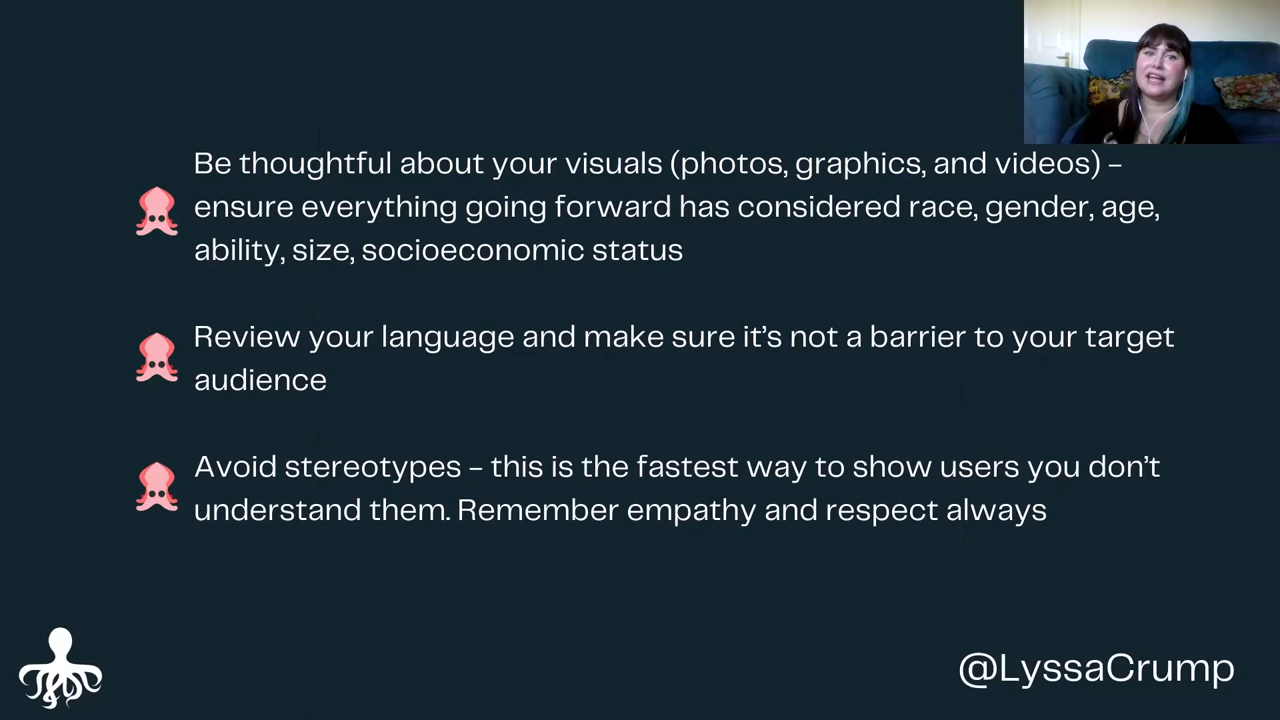 Be thoughtful about your visuals (photos, graphics, and videos) -
ensure everything going forward has considered race, gender, age,
ability, size, socioeconomic status
Review your language and make sure it's not a barrier to your target
audience
Avoid stereotypes - this is the fastest way to show users you don't
understand them. Remember empathy and respect always
@LyssaCrump